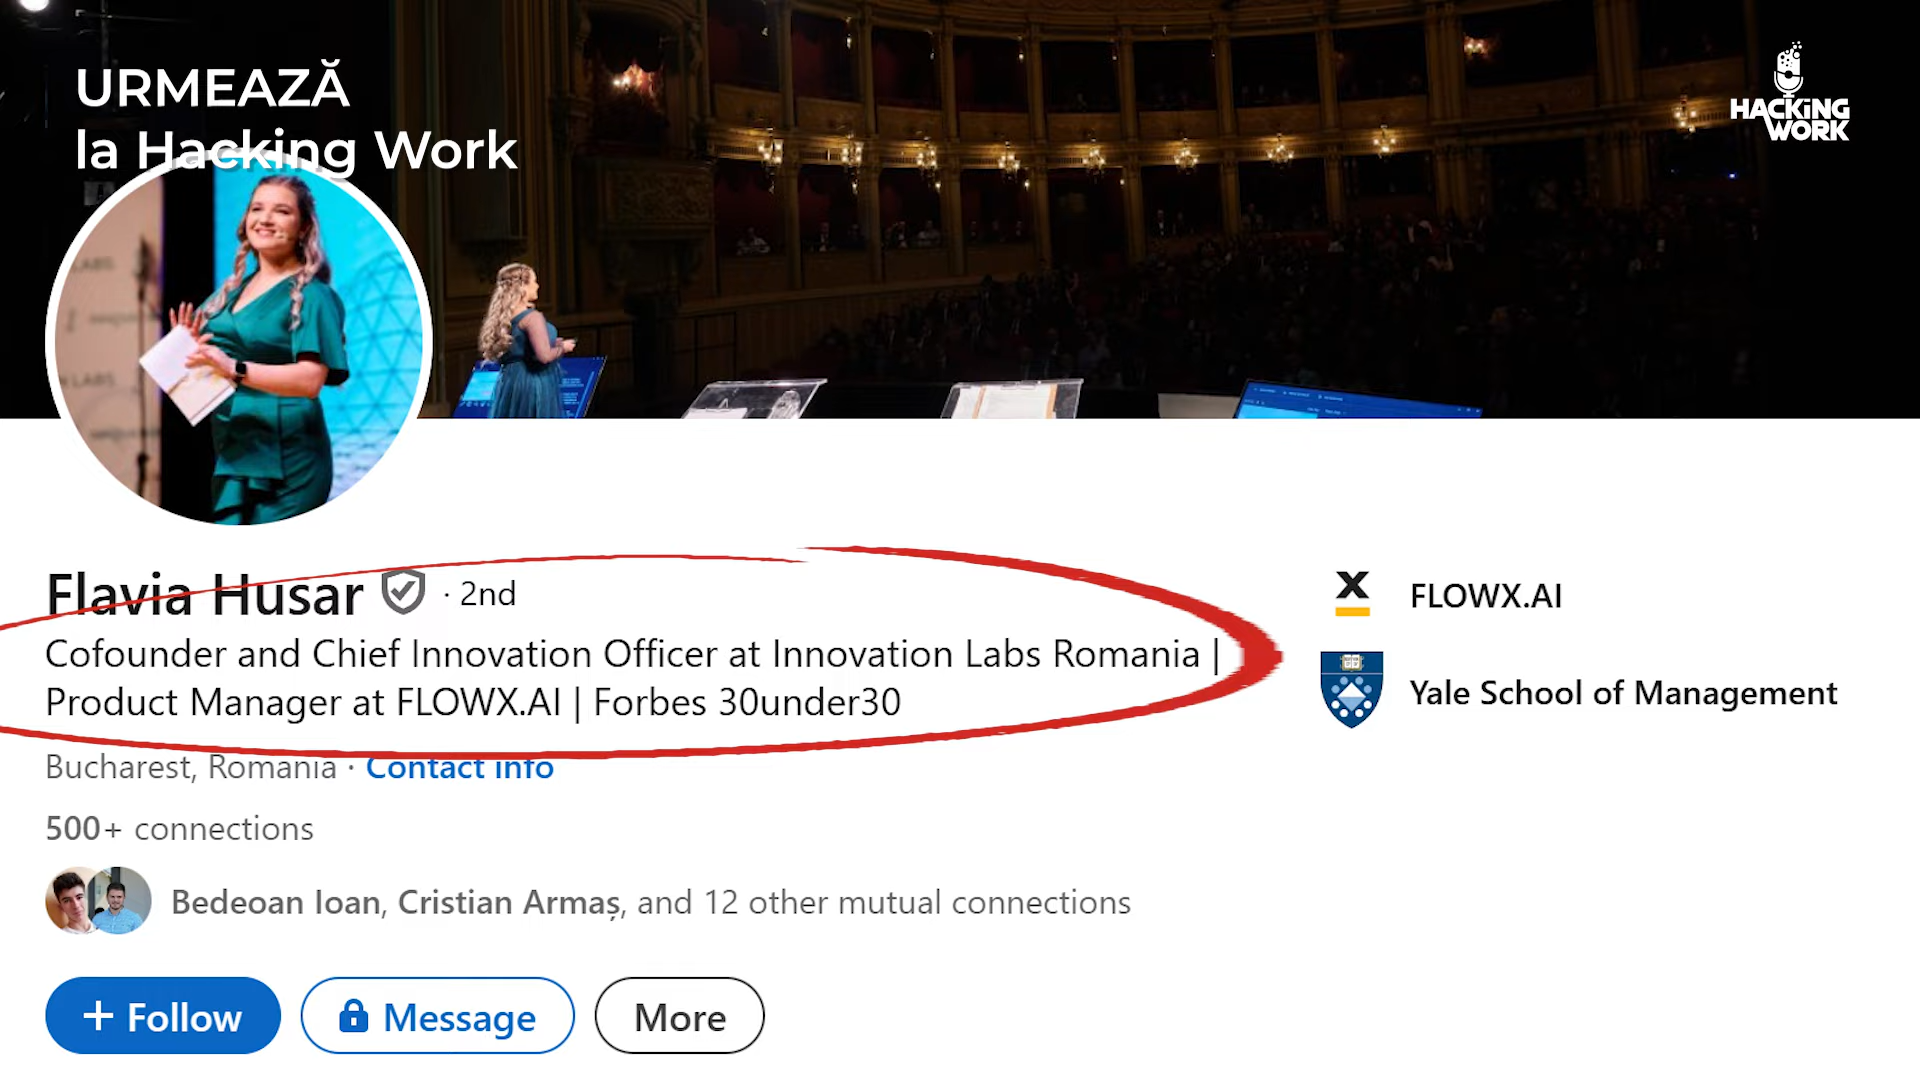 URMEAZĂ
la Hacking Work
HACKiNG
WORK
Flavia Husar · 2nd
Cofounder and Chief Innovation Officer at Innovation Labs Romania |
Product Manager at FLOWX.AI | Forbes 30under30
Bucharest, Romania · Contact info
500+ connections
Bedeoan Ioan, Cristian Armaș, and 12 other mutual connections
+ Follow
Message
More
FLOWX.AI
Yale School of Management